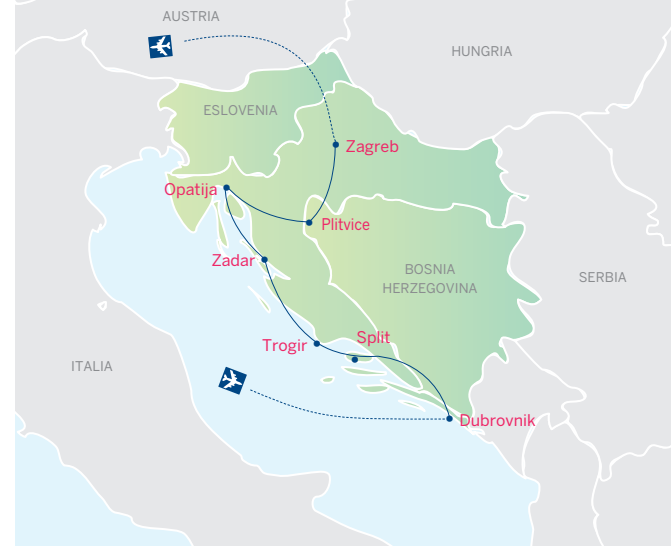 AUSTRIA
HUNGRIA
ESLOVENIA
Zagreb
Opatija
Plitvice
Zadar
BOSNIA
HERZEGOVINA
SERBIA
Split
Trogir
ITALIA
Dubrovnik